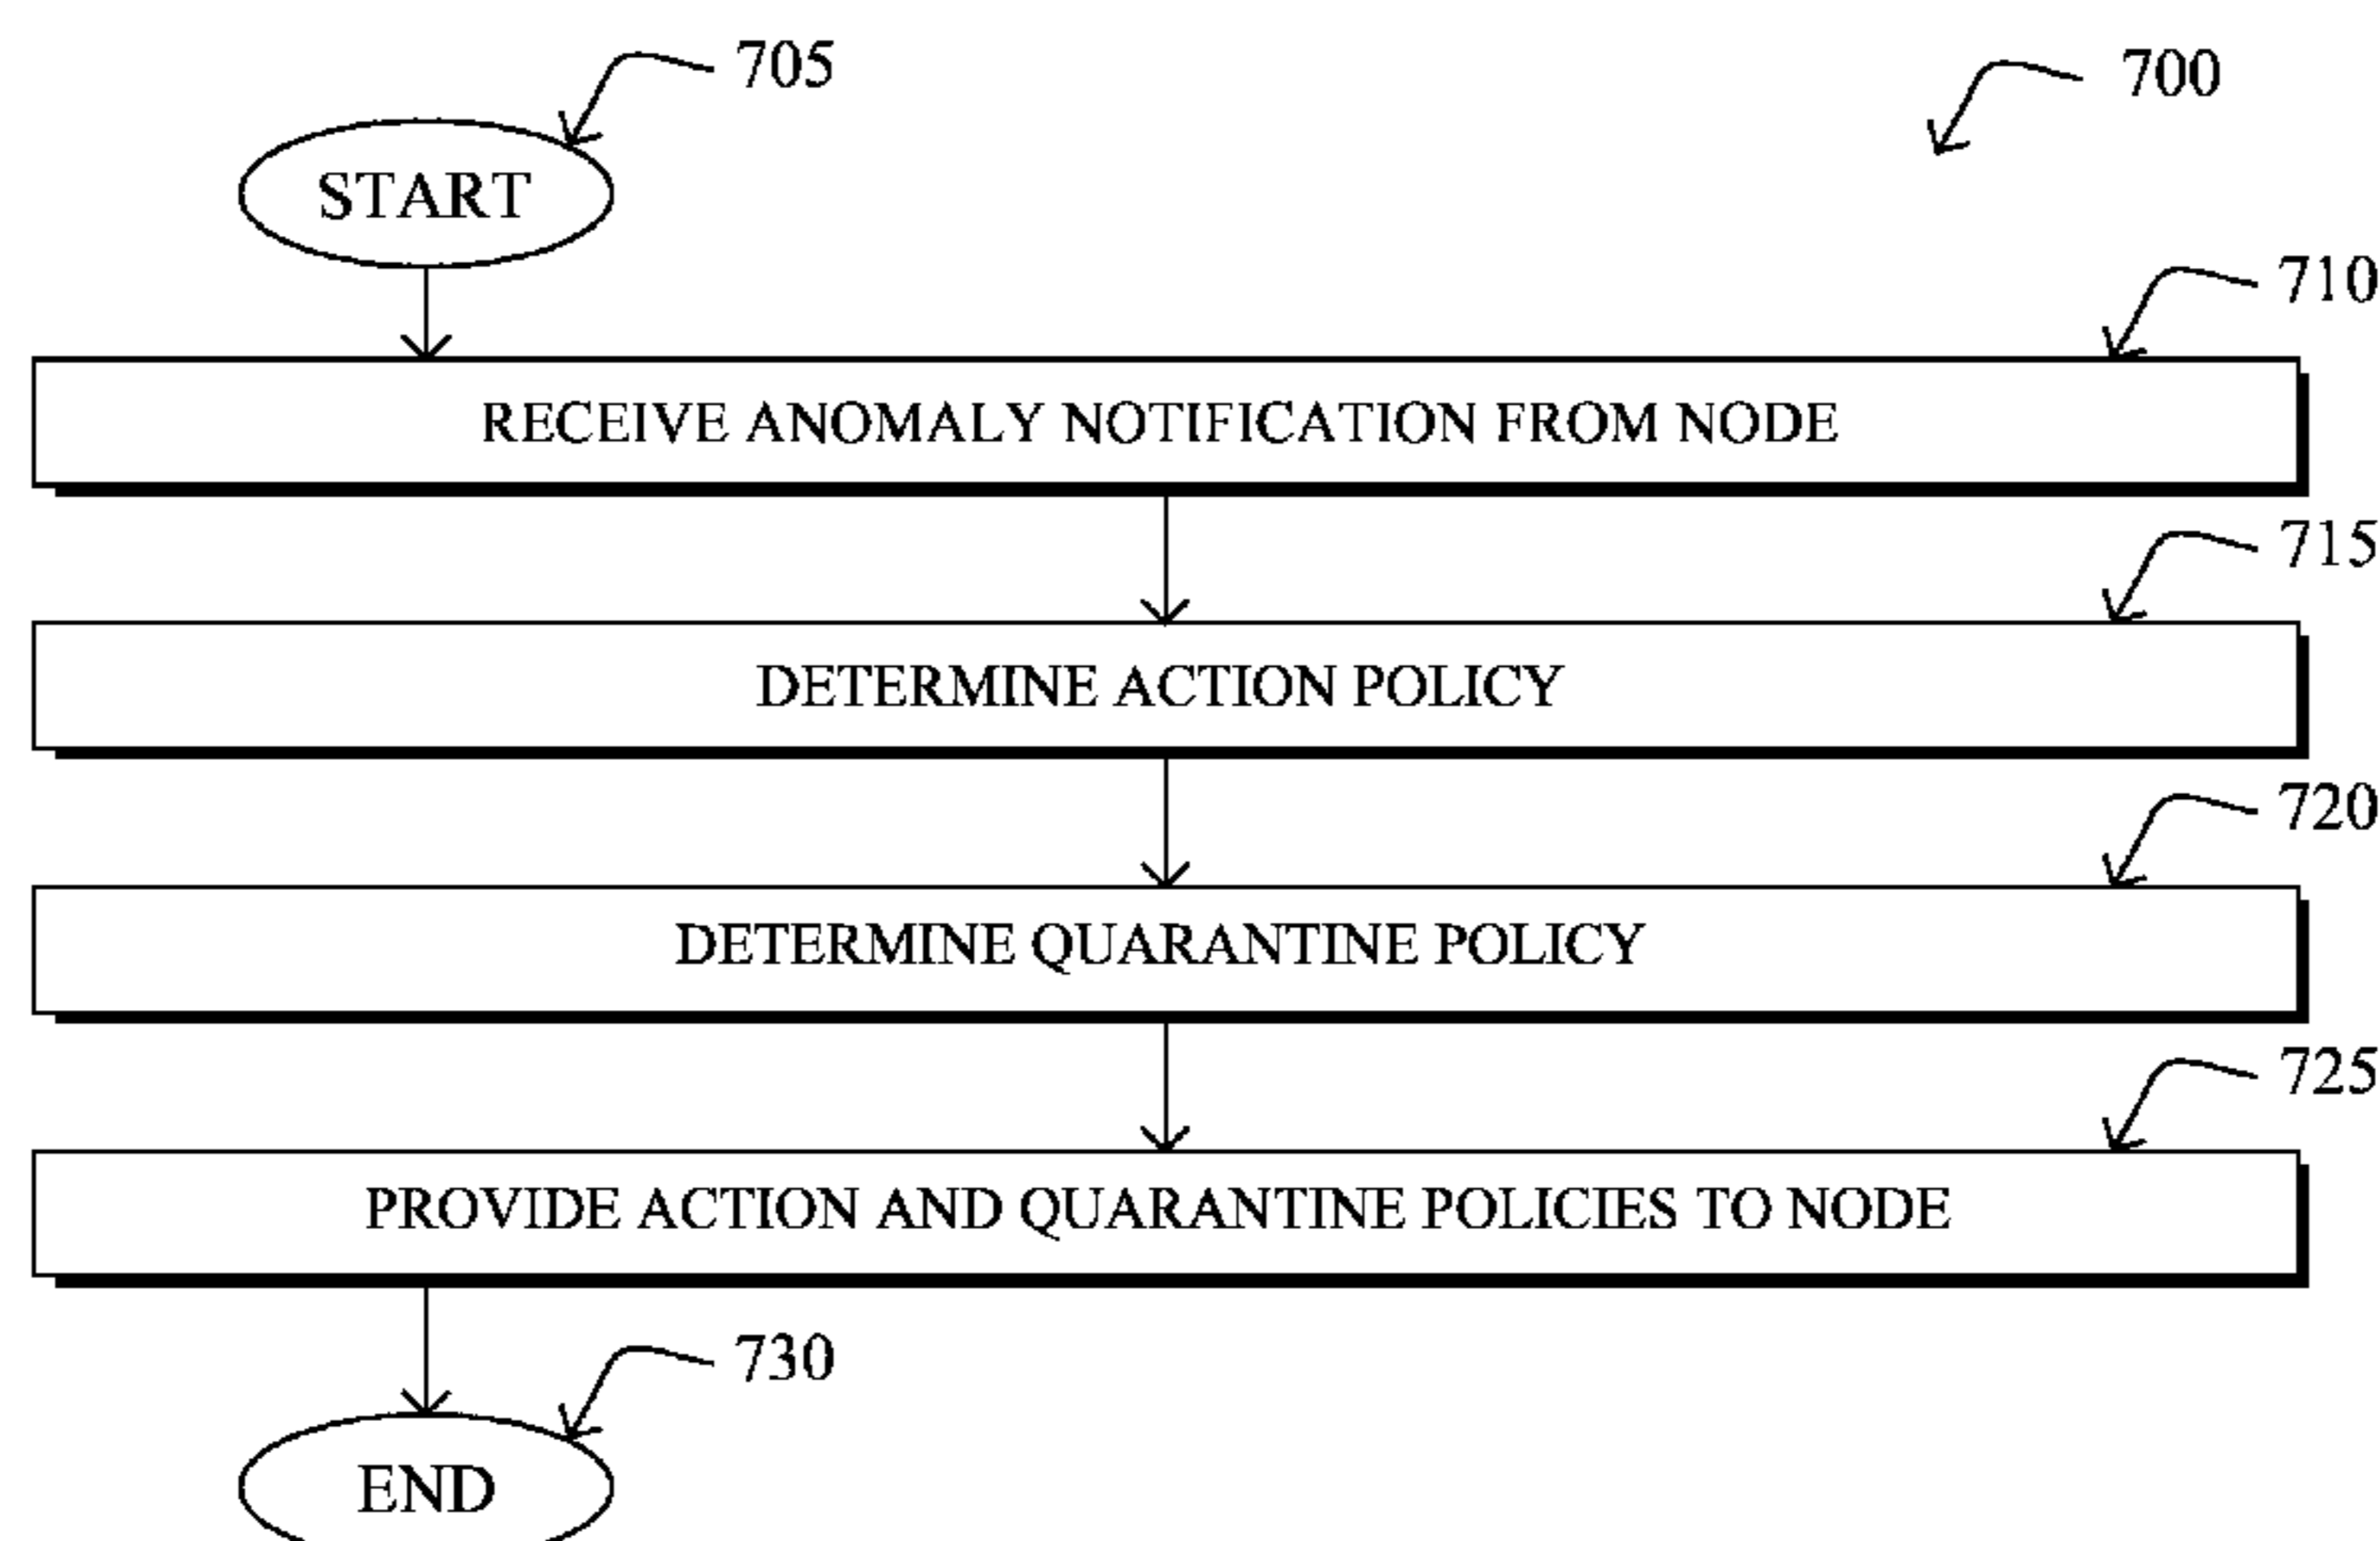 705
700
START
710
RECEIVE ANOMALY NOTIFICATION FROM NODE
715
DETERMINE ACTION POLICY
720
DETERMINE QUARANTINE POLICY
725
PROVIDE ACTION AND QUARANTINE POLICIES TO NODE
730
END